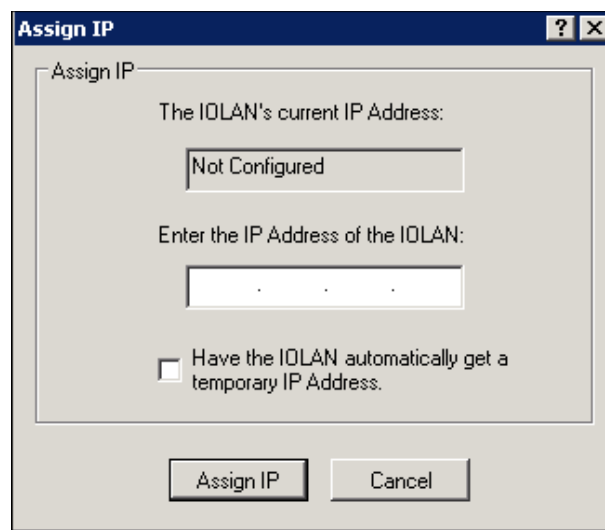 Assign IP
Assign IP
The IOLAN's current IP Address:
Not Configured
Enter the IP Address of the IOLAN:
. . .
Have the IOLAN automatically get a
temporary IP Address.
Assign IP Cancel